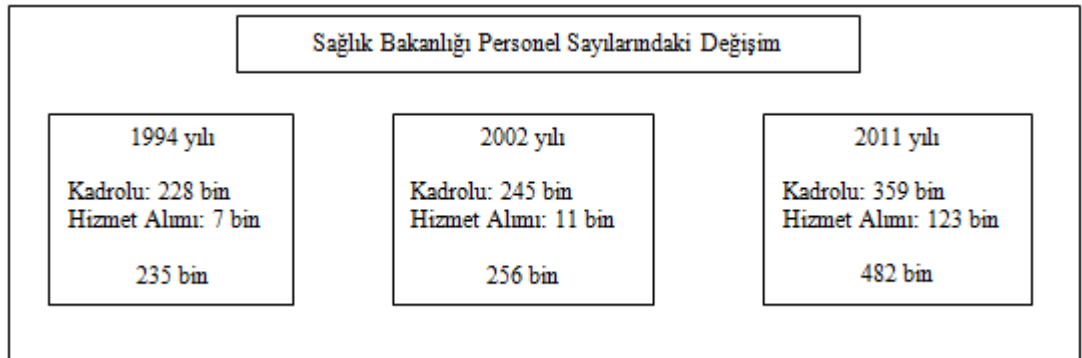 Sağlık Bakanlığı Personel Sayılarındaki Değişim
1994 yılı
Kadrolu: 228 bin
Hizmet Alımı: 7 bin
235 bin
2002 yılı
Kadrolu: 245 bin
Hizmet Alımı: 11 bin
256 bin
2011 yılı
Kadrolu: 359 bin
Hizmet Alımı: 123 bin
482 bin